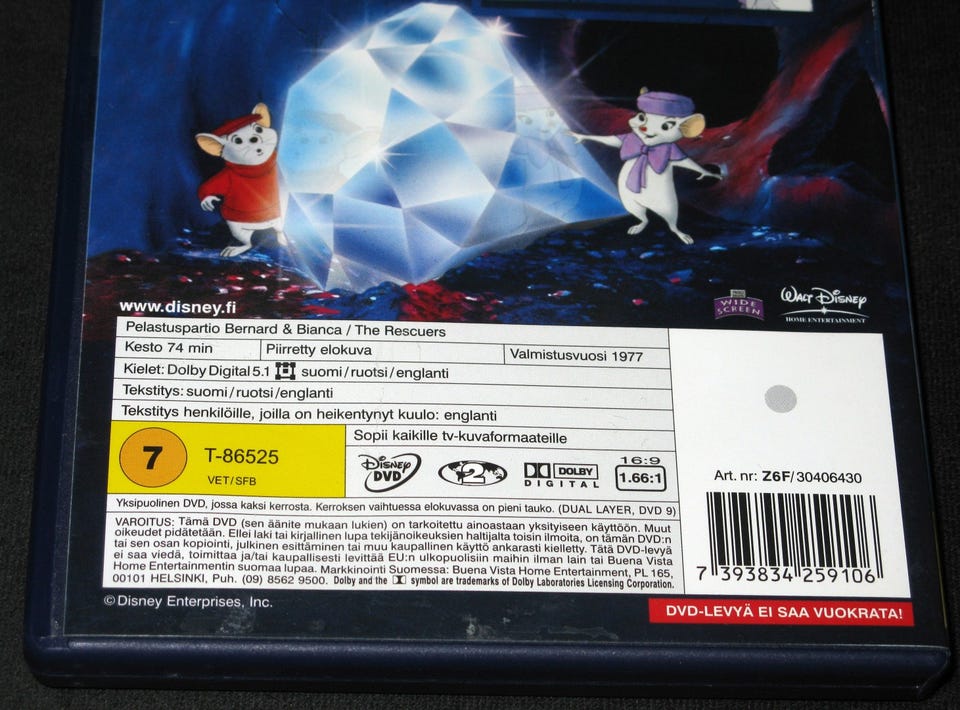 www.disney.fi
WIDE
SCREEN
WALT DISNEY
HOME ENTERTAINMENT
Pelastuspartio Bernard & Bianca / The Rescuers
Kesto 74 min
Piirretty elokuva
Valmistusvuosi 1977
Kielet: Dolby Digital 5.1 suomi/ruotsi/englanti
Tekstitys: suomi/ruotsi/englanti
Tekstitys henkilöille, joilla on heikentynyt kuulo: englanti
7
T-86525
VET/SFB
Sopii kaikille tv-kuvaformaateille
DISNEY
DVD
2
DOLBY
DIGITAL
16:9
1.66:1
Yksipuolinen DVD, jossa kaksi kerrosta. Kerroksen vaihtuessa elokuvassa on pieni tauko. (DUAL LAYER, DVD 9)
VAROITUS: Tämä DVD (sen äänite mukaan lukien) on tarkoitettu ainoastaan yksityiseen käyttöön. Muut
oikeudet pidätetään. Ellei laki tai kirjallinen lupa tekijänoikeuksien haltijalta toisin ilmoita, on tämän DVD:n
tai sen osan kopiointi, julkinen esittäminen tai muu kaupallinen käyttö ankarasti kielletty. Tätä DVD-levyä
ei saa viedä, toimittaa ja/tai kaupallisesti levittää EU:n ulkopuolisiin maihin ilman lain tai Buena Vista
Home Entertainmentin suomaa lupaa. Markkinointi Suomessa: Buena Vista Home Entertainment, PL 165,
00101 HELSINKI, Puh. (09) 8562 9500. Dolby and the symbol are trademarks of Dolby Laboratories Licensing Corporation.
Art. nr: Z6F/30406430
7 393834 259106
© Disney Enterprises, Inc.
DVD-LEVYÄ EI SAA VUOKRATA!